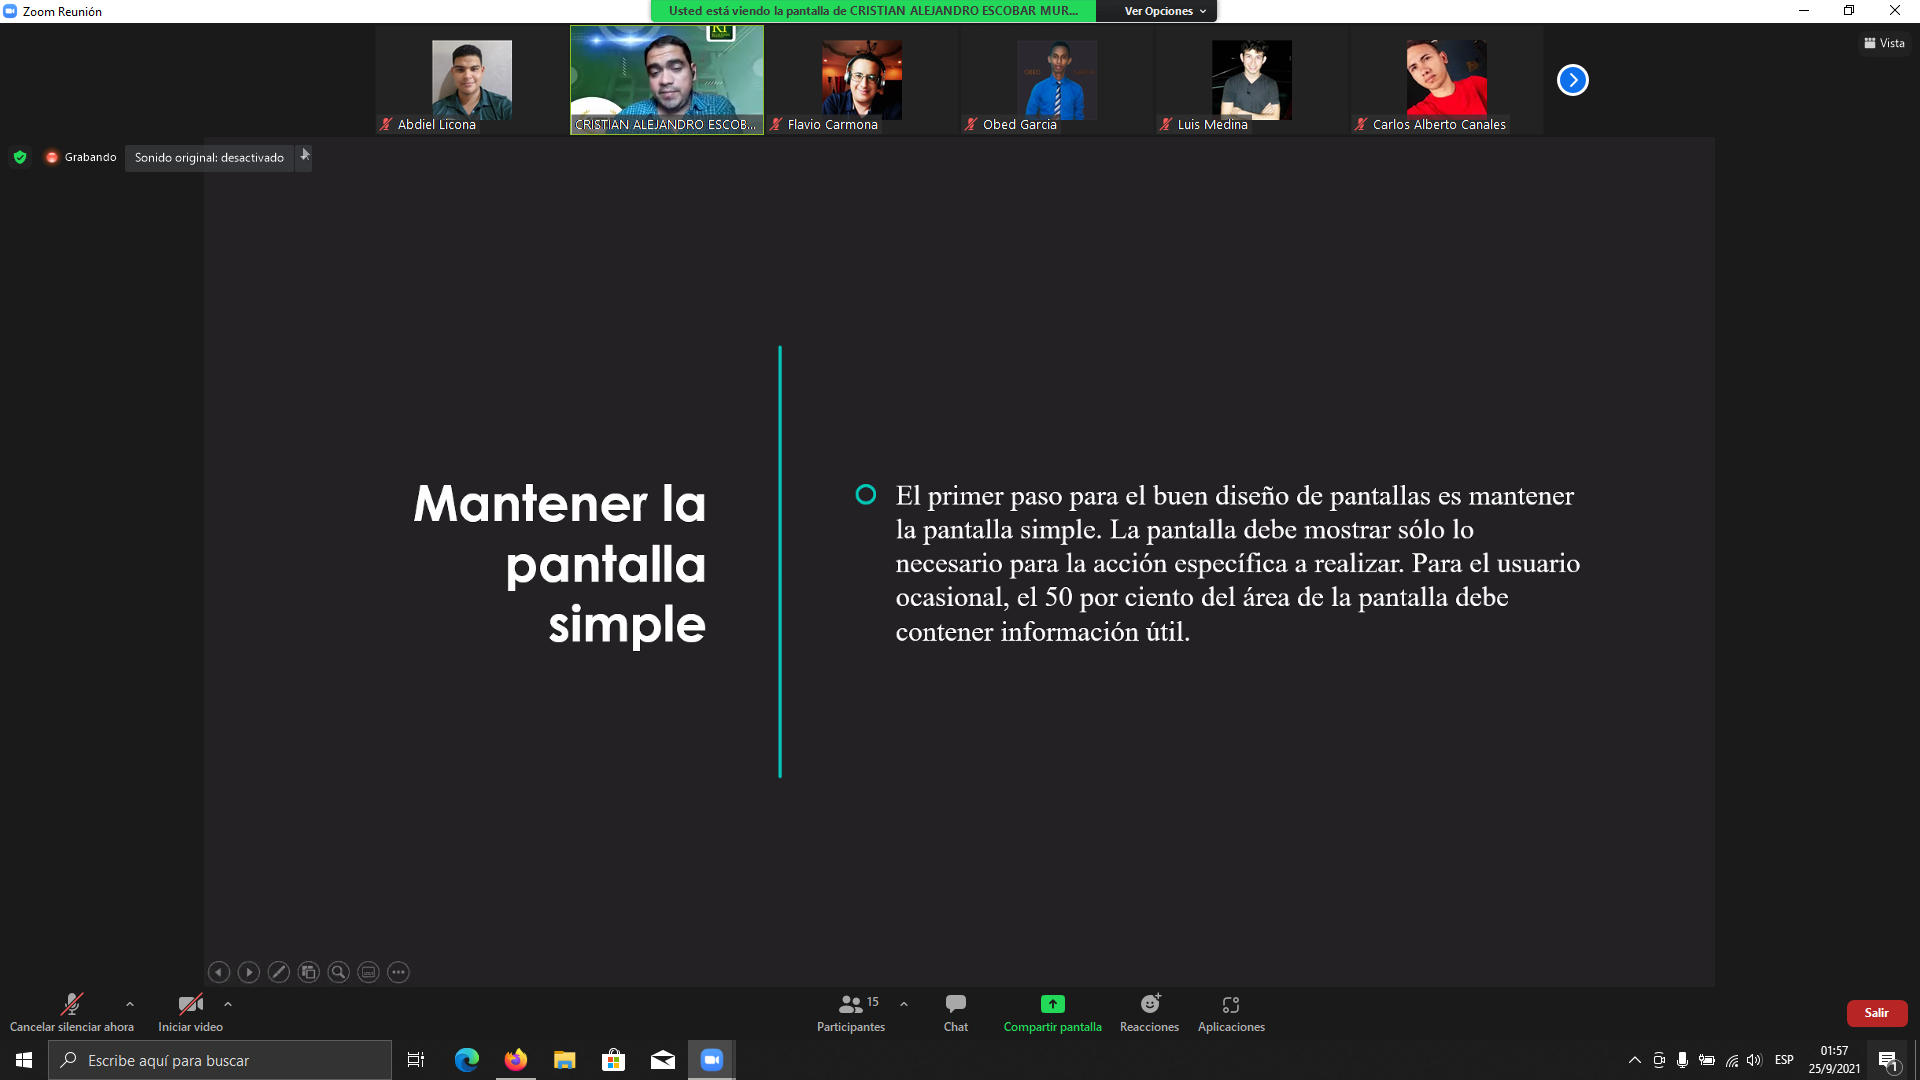 Zoom Reunión
Usted está viendo la pantalla de CRISTIAN ALEJANDRO ESCOBAR MUR...
Ver Opciones
Vista
Abdiel Licona
CRISTIAN ALEJANDRO ESCOB...
Flavio Carmona
Obed Garcia
Luis Medina
Carlos Alberto Canales
Grabando
Sonido original: desactivado
Mantener la
pantalla
simple
El primer paso para el buen diseño de pantallas es mantener
la pantalla simple. La pantalla debe mostrar sólo lo
necesario para la acción específica a realizar. Para el usuario
ocasional, el 50 por ciento del área de la pantalla debe
contener información útil.
Cancelar silenciar ahora
Iniciar video
15
Participantes
Chat
Compartir pantalla
Reacciones
Aplicaciones
Salir
Escribe aquí para buscar
ESP
01:57
25/9/2021
1